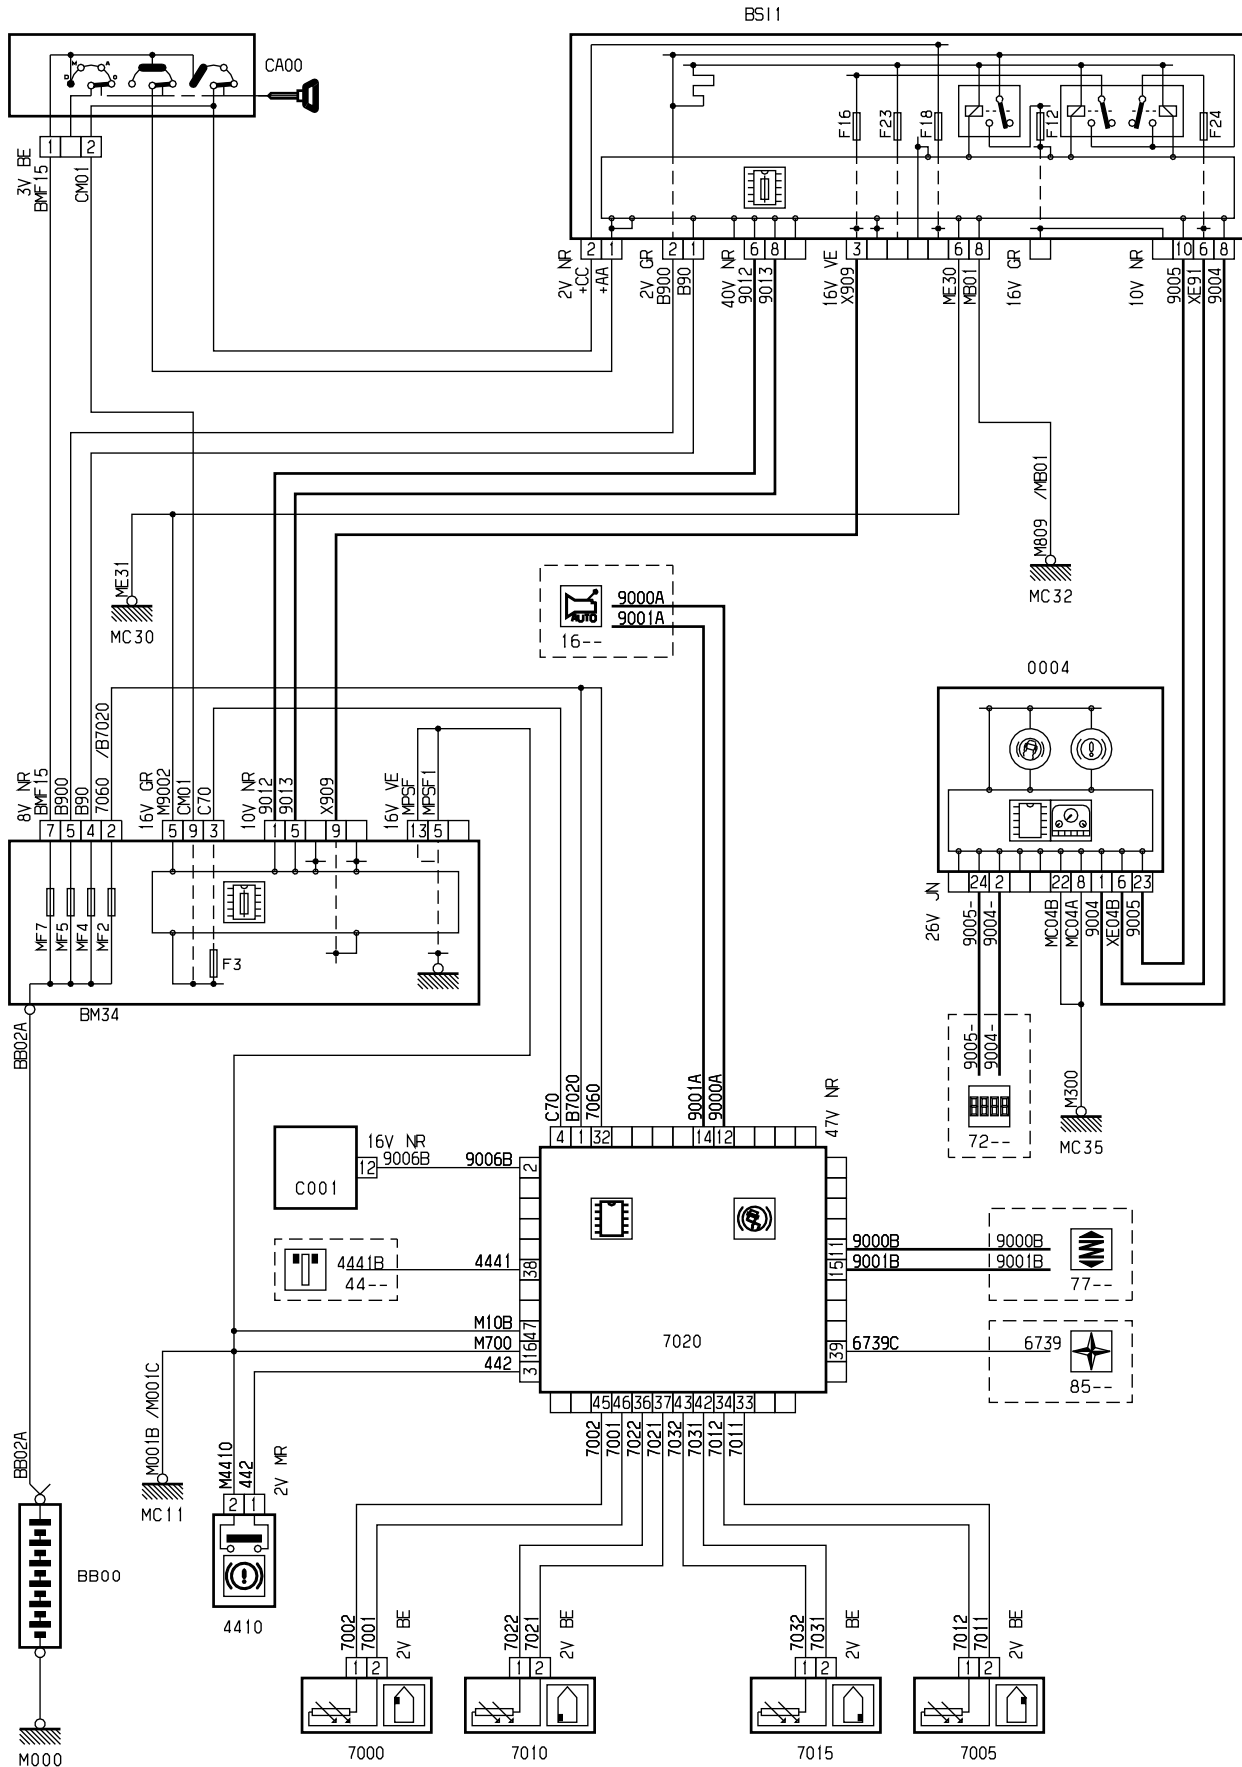 BSI1
CA00
M
A
D
O
F16
F23
F18
F12
F24
1
2
3V BE
BMF15
CM01
2
1
2
1
6
8
3
6
8
10
6
8
2V NR
+CC
+AA
2V GR
B900
B90
40V NR
9012
9013
16V VE
X909
ME30
MB01
16V GR
10V NR
9005
XE91
9004
M809 /MB01
MC32
ME31
MC30
AUTO
9000A
9001A
16--
0004
8V NR
BMF15
B900
B90
7060 /B7020
16V GR
M9002
CM01
C70
10V NR
9012
9013
X909
16V VE
MPSF
MPSF1
7
5
4
2
5
9
3
1
5
9
13
5
MF7
MF5
MF4
MF2
F3
BM34
24
2
22
8
1
6
23
26V JN
9005-
9004-
MC04B
MC04A
9004
XE04B
9005
BB02A
9005-
9004-
72--
M300
MC35
C70
B7020
7060
9001A
9000A
47V NR
4
1
32
14
12
C001
16V NR
12
9006B
9006B
2
4441B
44--
4441
38
M10B
47
M700
16
442
3
7020
11
9000B
9000B
15
9001B
9001B
77--
39
6739C
6739
85--
45
46
36
37
43
42
34
33
7002
7001
7022
7021
7032
7031
7012
7011
M001B /M001C
MC11
M4410
442
2V MR
2
1
4410
BB02A
BB00
M000
7002
7001
2V BE
1
2
7000
7022
7021
2V BE
1
2
7010
7032
7031
2V BE
1
2
7015
7012
7011
2V BE
1
2
7005